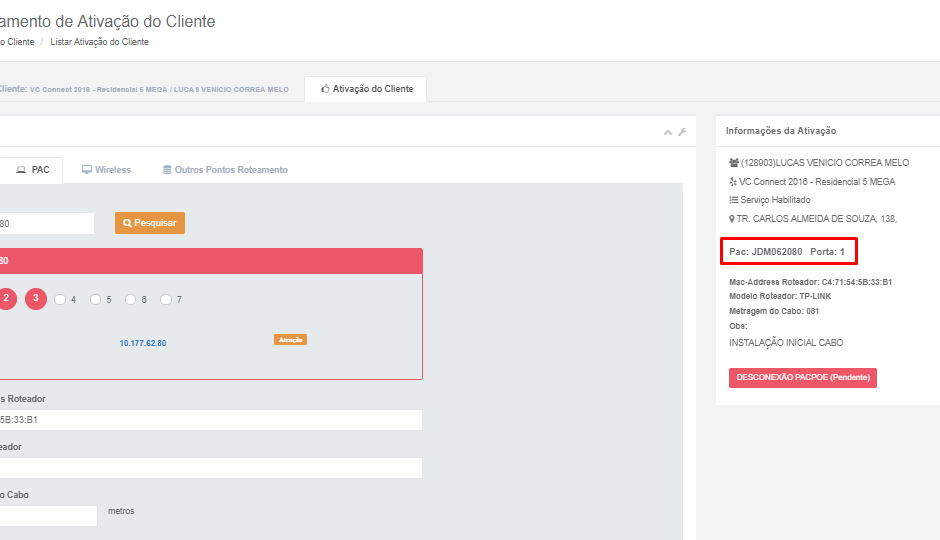 amento de Ativação do Cliente
o Cliente / Listar Ativação do Cliente
Cliente: VC Connect 2016 - Residencial 5 MEGA / LUCAS VENICIO CORREA MELO
Ativação do Cliente
PAC
Wireless
Outros Pontos Roteamento
80
Pesquisar
80
2 3 4 5 6 7
10.177.62.80
Ativação
s Roteador
5B:33:B1
eador
o Cabo
metros
Informações da Ativação
(128903)LUCAS VENICIO CORREA MELO
VC Connect 2016 - Residencial 5 MEGA
Serviço Habilitado
TR. CARLOS ALMEIDA DE SOUZA, 138,
Pac: JDM062080 Porta: 1
Mac-Address Roteador: C4:71:54:5B:33:B1
Modelo Roteador: TP-LINK
Metragem do Cabo: 081
Obs:
INSTALAÇÃO INICIAL CABO
DESCONEXÃO PACPOE (Pendente)